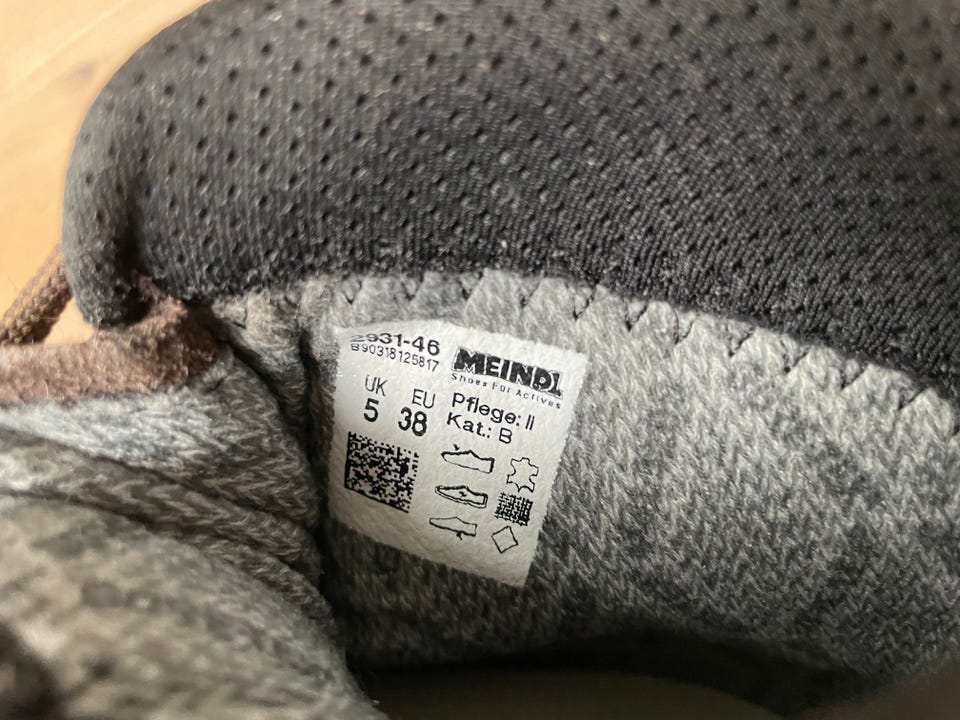 2931-46
B90318125817
UK EU
5 38
MEINDL
Shoes For Actives
Pflege: II
Kat.: B